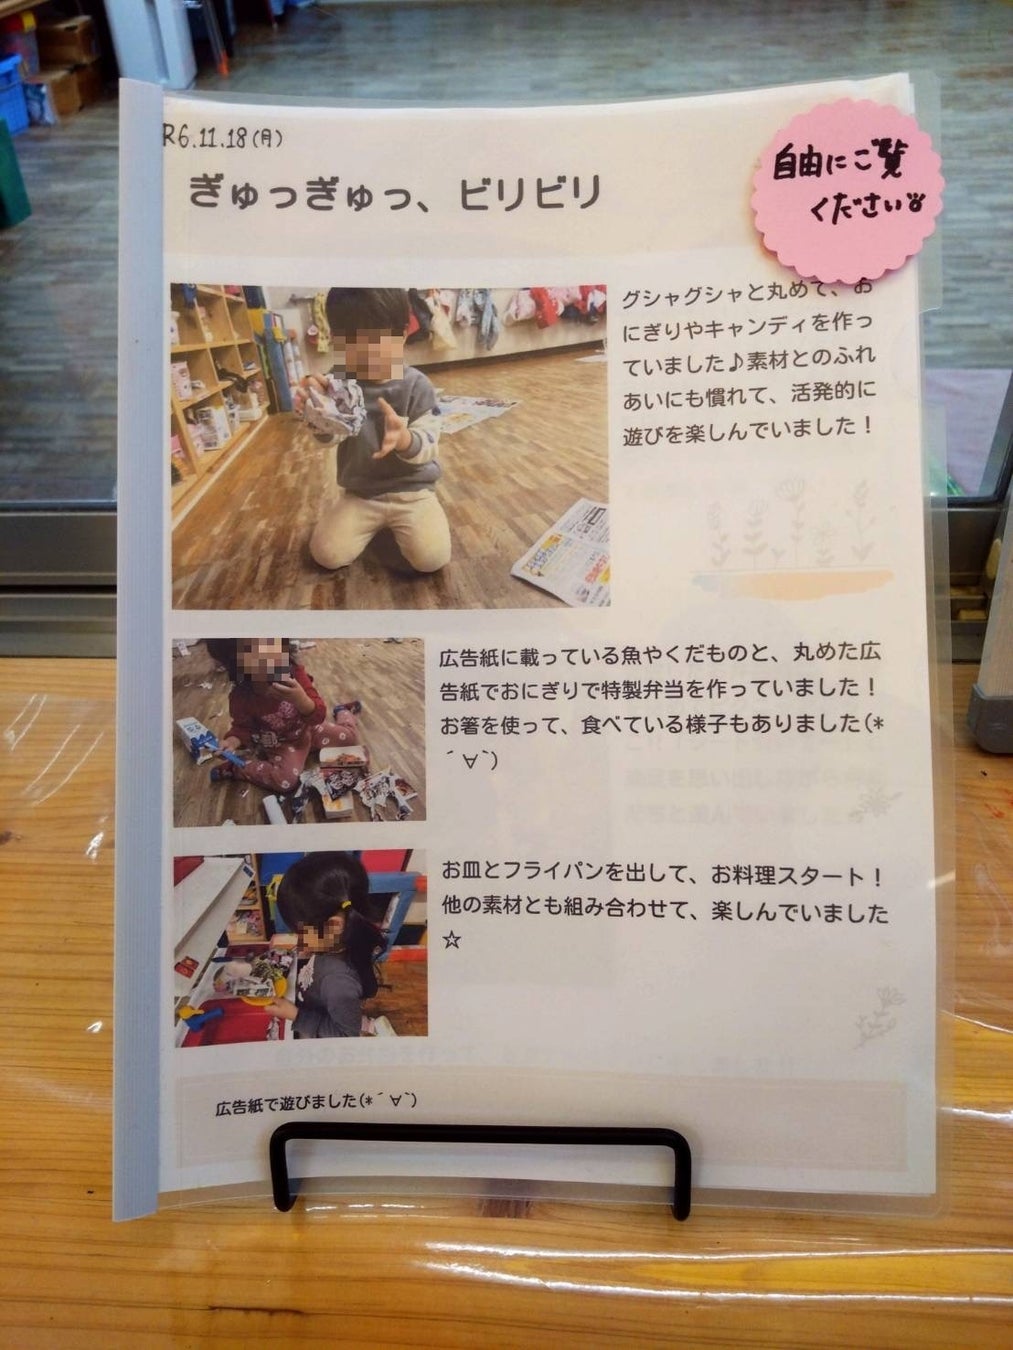 R6.11.18(月)
自由にご覧
ください
ぎゅっぎゅっ、ビリビリ
グシャグシャと丸めて、お
にぎりやキャンディを作っ
ていました♪素材とのふれ
あいにも慣れて、活発的に
遊びを楽しんでいました！
広告紙に載っている魚やくだものと、丸めた広
告紙でおにぎりで特製弁当を作っていました！
お箸を使って、食べている様子もありました(*
´∀`)
お皿とフライパンを出して、お料理スタート！
他の素材とも組み合わせて、楽しんでいました
☆
広告紙で遊びました(*´∀`)